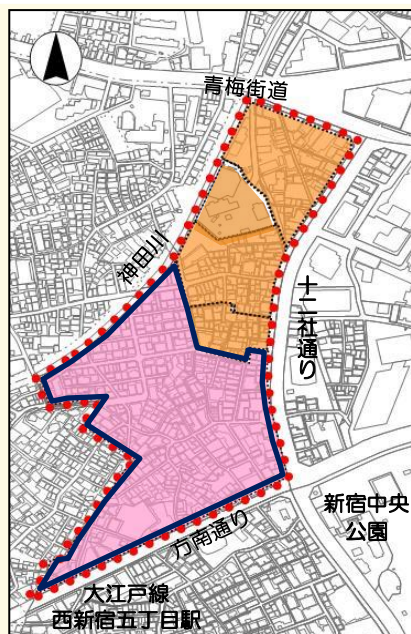 青梅街道
神田川
十二社通り
新宿中央
公園
方南通り
大江戸線
西新宿五丁目駅